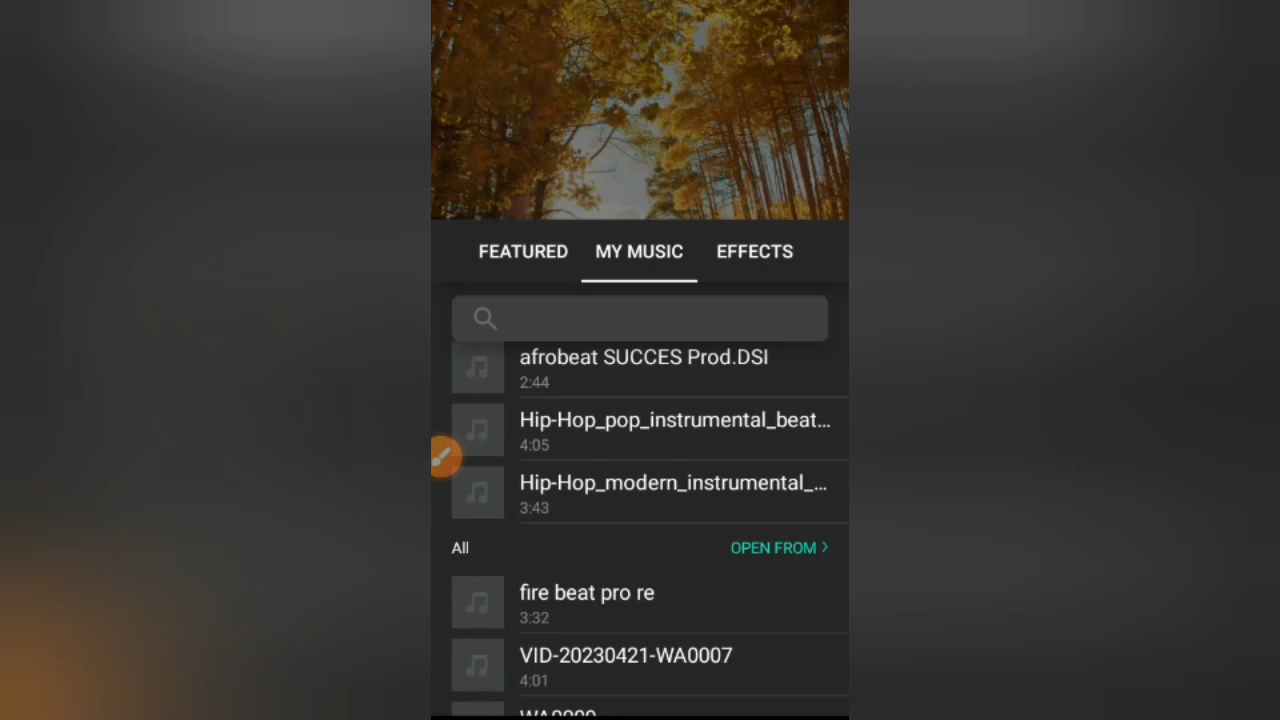 FEATURED MY MUSIC EFFECTS
afrobeat SUCCES Prod.DSI
2:44
Hip-Hop_pop_instrumental_beat...
4:05
Hip-Hop_modern_instrumental_...
3:43
All OPEN FROM >
fire beat pro re
3:32
VID-20230421-WA0007
4:01